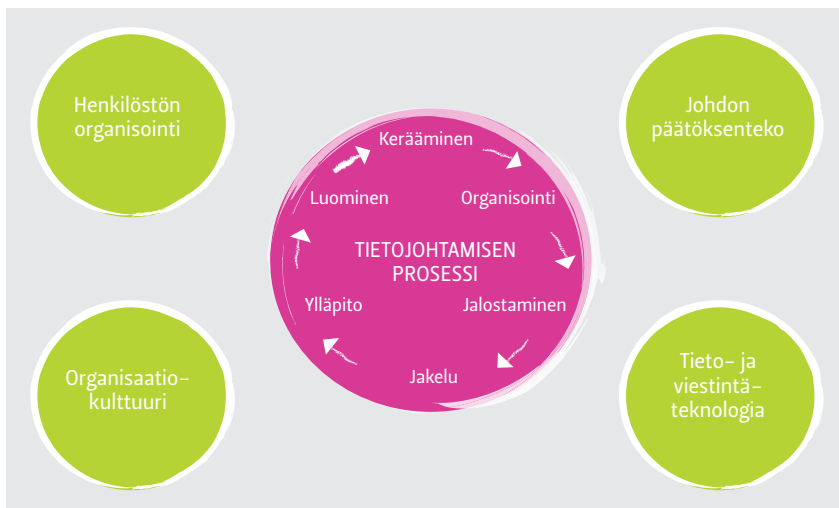 Henkilöstön
organisointi
Johdon
päätöksenteko
Kerääminen
Luominen
Organisointi
TIETOJOHTAMISEN
PROSESSI
Ylläpito
Jalostaminen
Jakelu
Organisaatio–
kulttuuri
Tieto– ja
viestintä–
teknologia